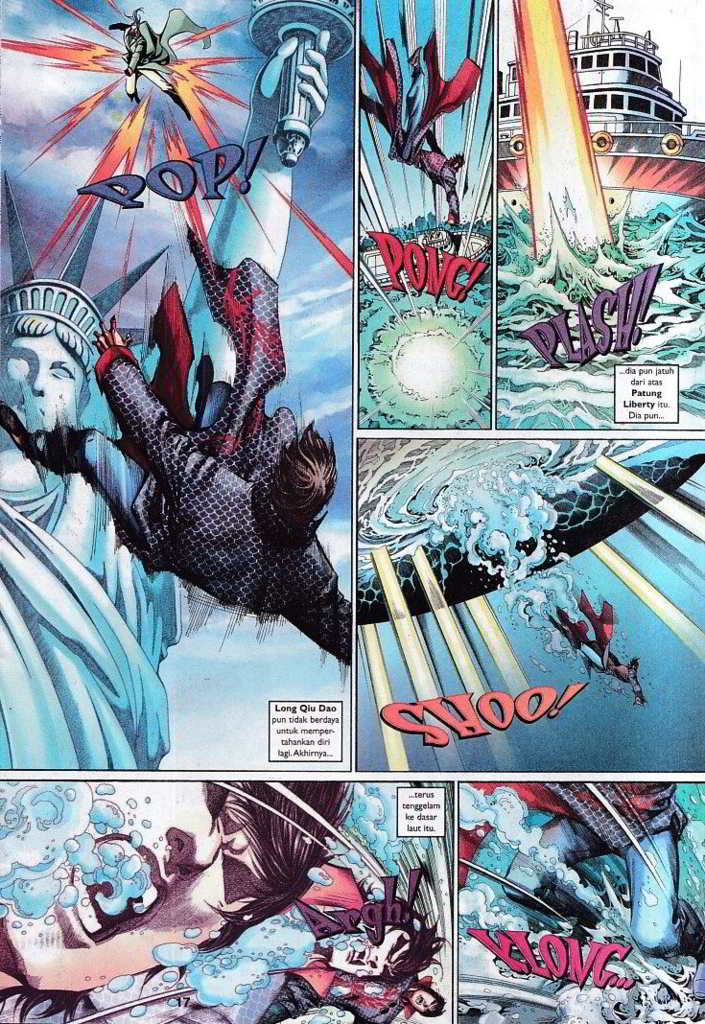 POP!
Long Qiu Dao
pun tidak berdaya
untuk memper-
tahankan diri
lagi. Akhirnya...
PONG!
PLASH!
...dia pun jatuh
dari atas
Patung
Liberty itu.
Dia pun...
SHOO!
...terus
tenggelam
ke dasar
laut itu.
Argh!
KLONG...
17